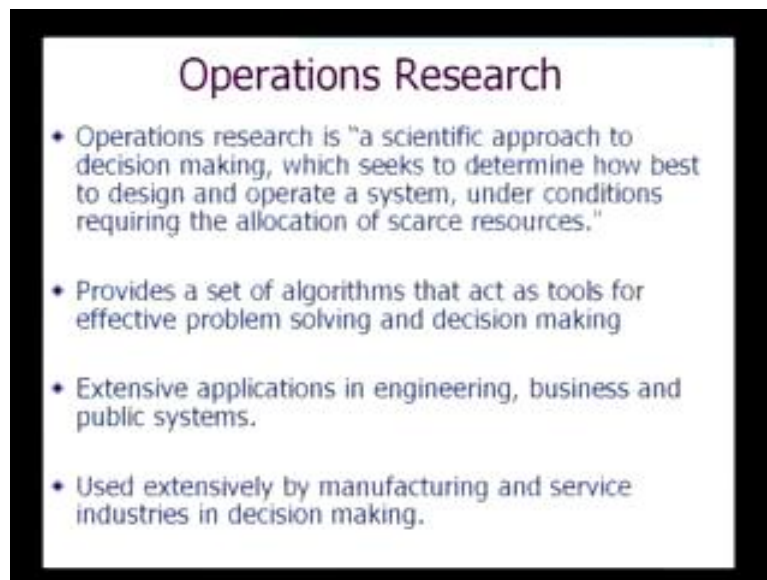 Operations Research
• Operations research is "a scientific approach to
decision making, which seeks to determine how best
to design and operate a system, under conditions
requiring the allocation of scarce resources."
• Provides a set of algorithms that act as tools for
effective problem solving and decision making
• Extensive applications in engineering, business and
public systems.
• Used extensively by manufacturing and service
industries in decision making.